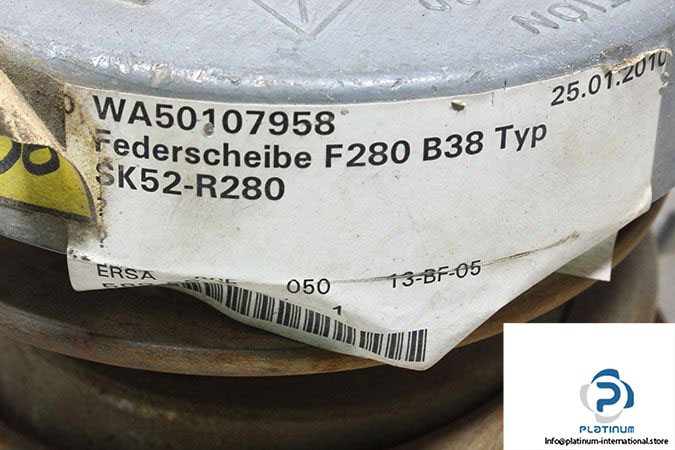 TION
WA50107958
25.01.2010
Federscheibe F280 B38 Typ
SK52-R280
?
?
?
ERSA
050
13-BF-05
1
PLATINUM
Info@platinum-international.store